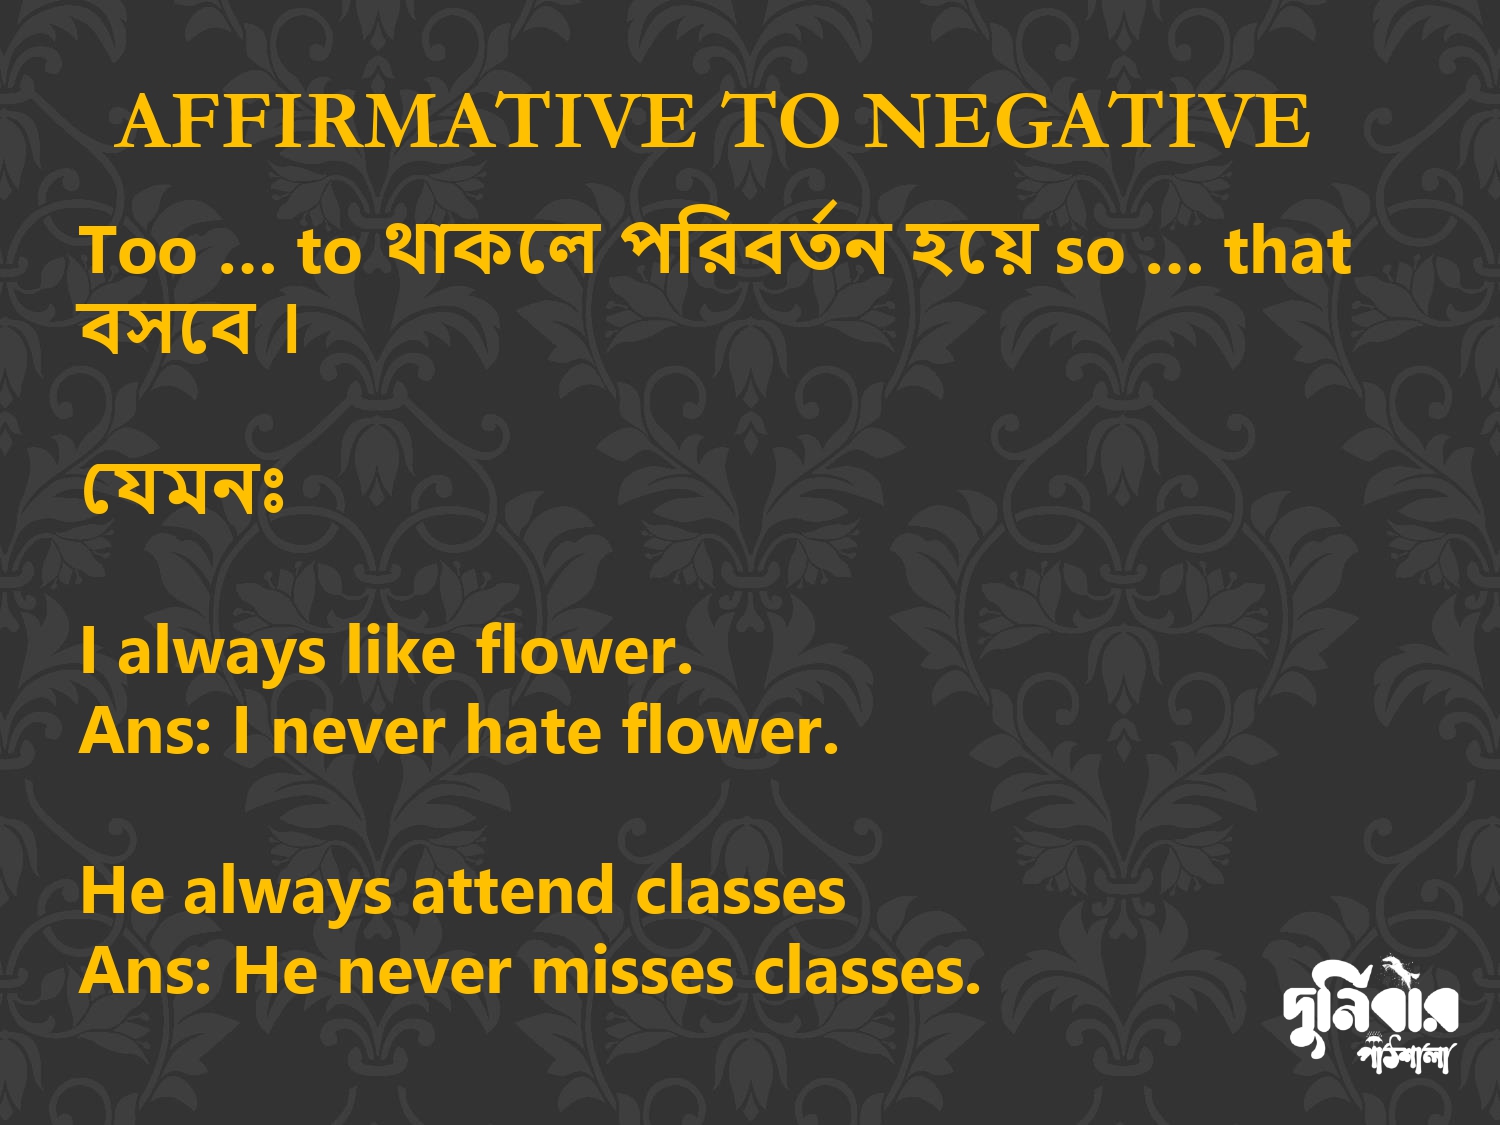 AFFIRMATIVE TO NEGATIVE
Too … to থাকলে পরিবর্তন হয়ে so … that
বসবে ।
যেমনঃ
I always like flower.
Ans: I never hate flower.
He always attend classes
Ans: He never misses classes.
দুর্নিবার
পাঠশালা